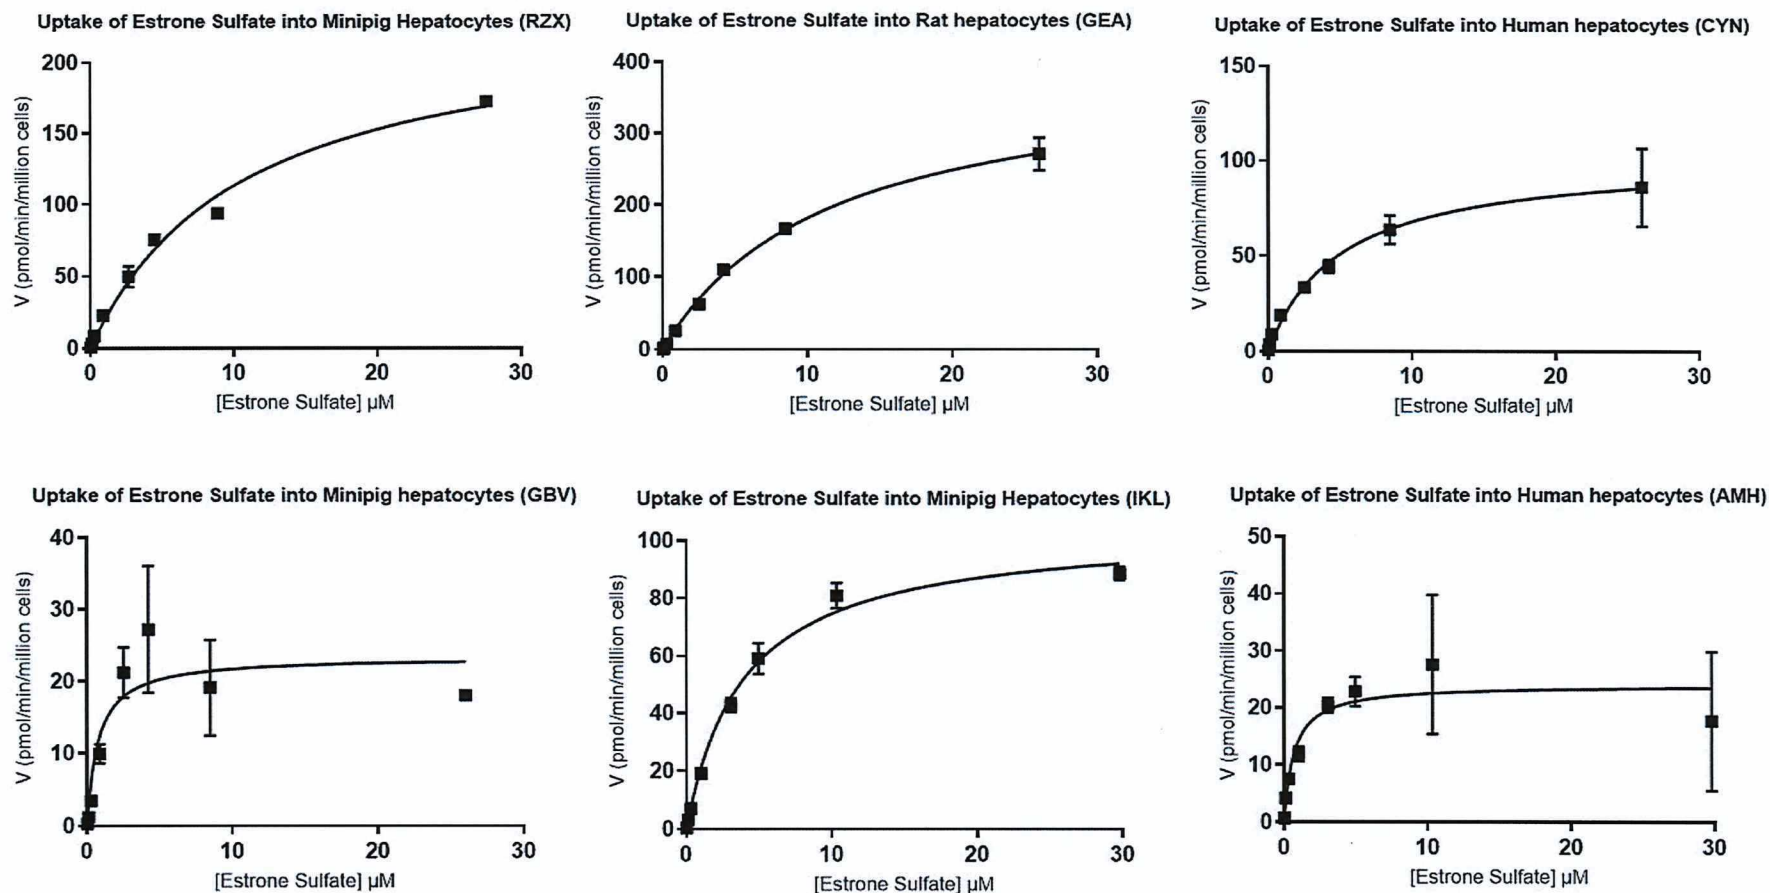 Uptake of Estrone Sulfate into Minipig Hepatocytes (RZX)
200
150
100
50
0
V (pmol/min/million cells)
0 10 20 30
[Estrone Sulfate] µM
Uptake of Estrone Sulfate into Rat hepatocytes (GEA)
400
300
200
100
0
V (pmol/min/million cells)
0 10 20 30
[Estrone Sulfate] µM
Uptake of Estrone Sulfate into Human hepatocytes (CYN)
150
100
50
0
V (pmol/min/million cells)
0 10 20 30
[Estrone Sulfate] µM
Uptake of Estrone Sulfate into Minipig hepatocytes (GBV)
40
30
20
10
0
V (pmol/min/million cells)
0 10 20 30
[Estrone Sulfate] µM
Uptake of Estrone Sulfate into Minipig Hepatocytes (IKL)
100
80
60
40
20
0
V (pmol/min/million cells)
0 10 20 30
[Estrone Sulfate] µM
Uptake of Estrone Sulfate into Human hepatocytes (AMH)
50
40
30
20
10
0
V (pmol/min/million cells)
0 10 20 30
[Estrone Sulfate] µM